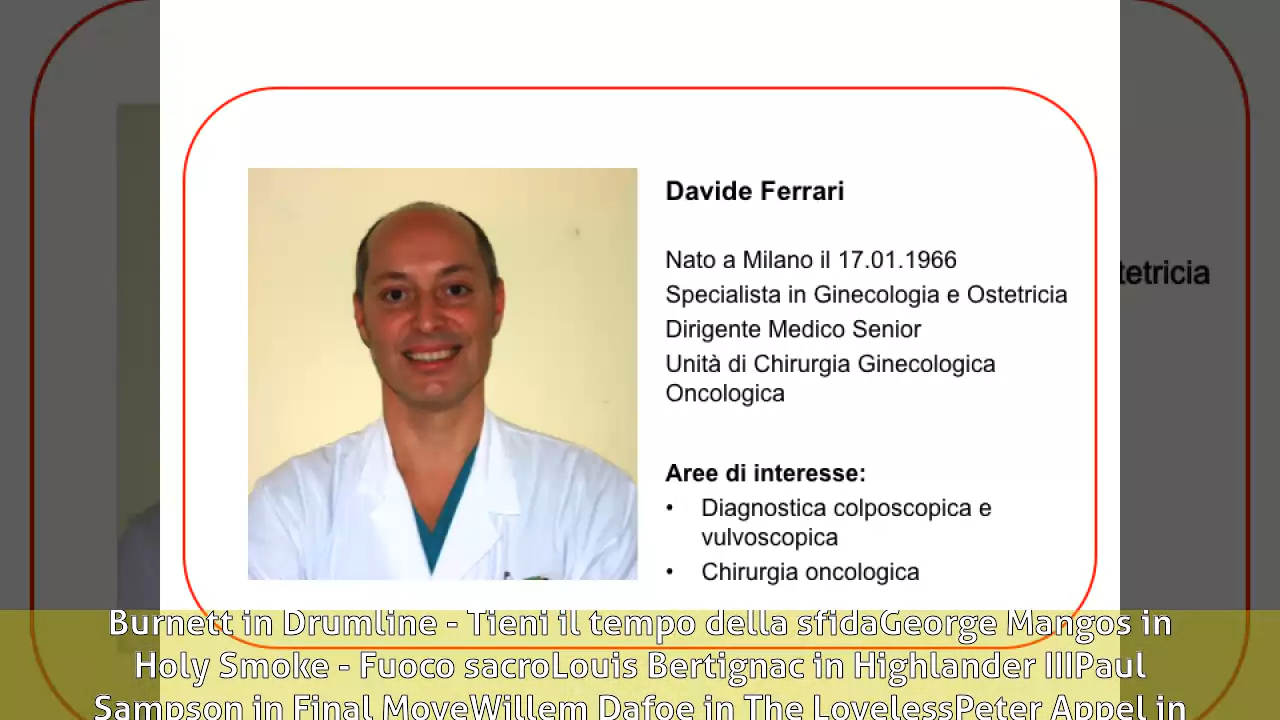 Davide Ferrari
Nato a Milano il 17.01.1966
Specialista in Ginecologia e Ostetricia
Dirigente Medico Senior
Unità di Chirurgia Ginecologica
Oncologica
Aree di interesse:
• Diagnostica colposcopica e
vulvoscopica
• Chirurgia oncologica
tetricia
Burnett in Drumline - Tieni il tempo della sfidaGeorge Mangos in
Holy Smoke - Fuoco sacroLouis Bertignac in Highlander IIIPaul
Sampson in Final MoveWillem Dafoe in The LovelessPeter Appel in